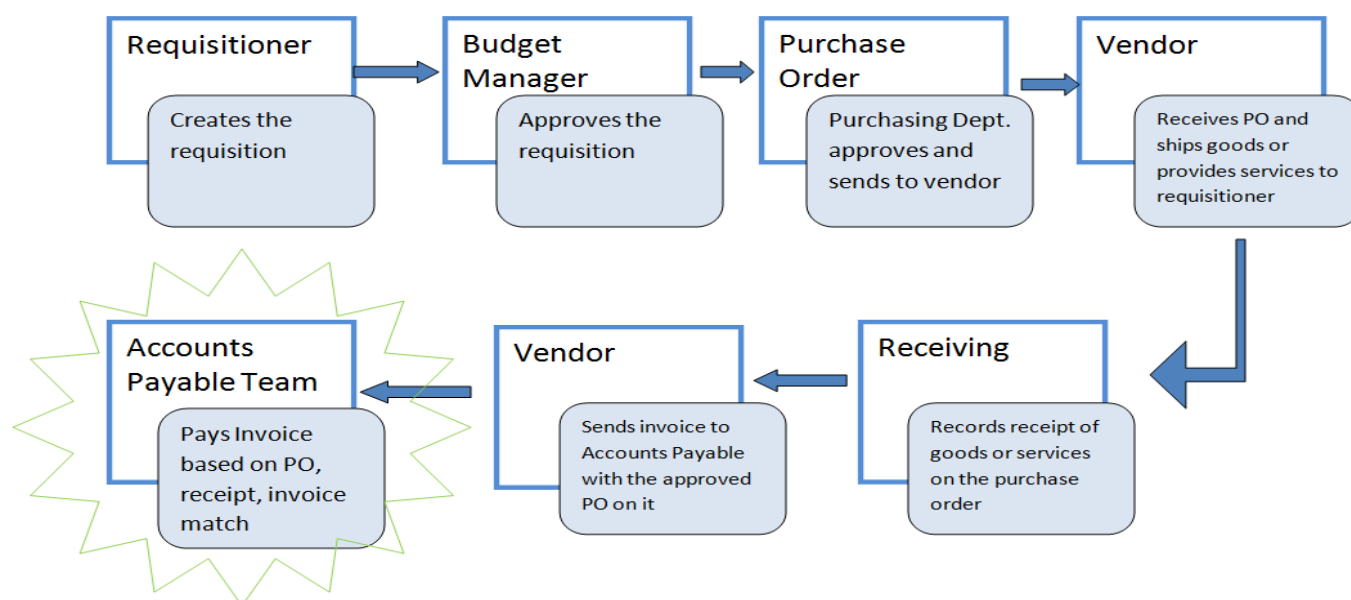 Requisitioner
Creates the
requisition
Budget
Manager
Approves the
requisition
Purchase
Order
Purchasing Dept.
approves and
sends to vendor
Vendor
Receives PO and
ships goods or
provides services to
requisitioner
Receiving
Records receipt of
goods or services
on the purchase
order
Vendor
Sends invoice to
Accounts Payable
with the approved
PO on it
Accounts
Payable Team
Pays Invoice
based on PO,
receipt, invoice
match